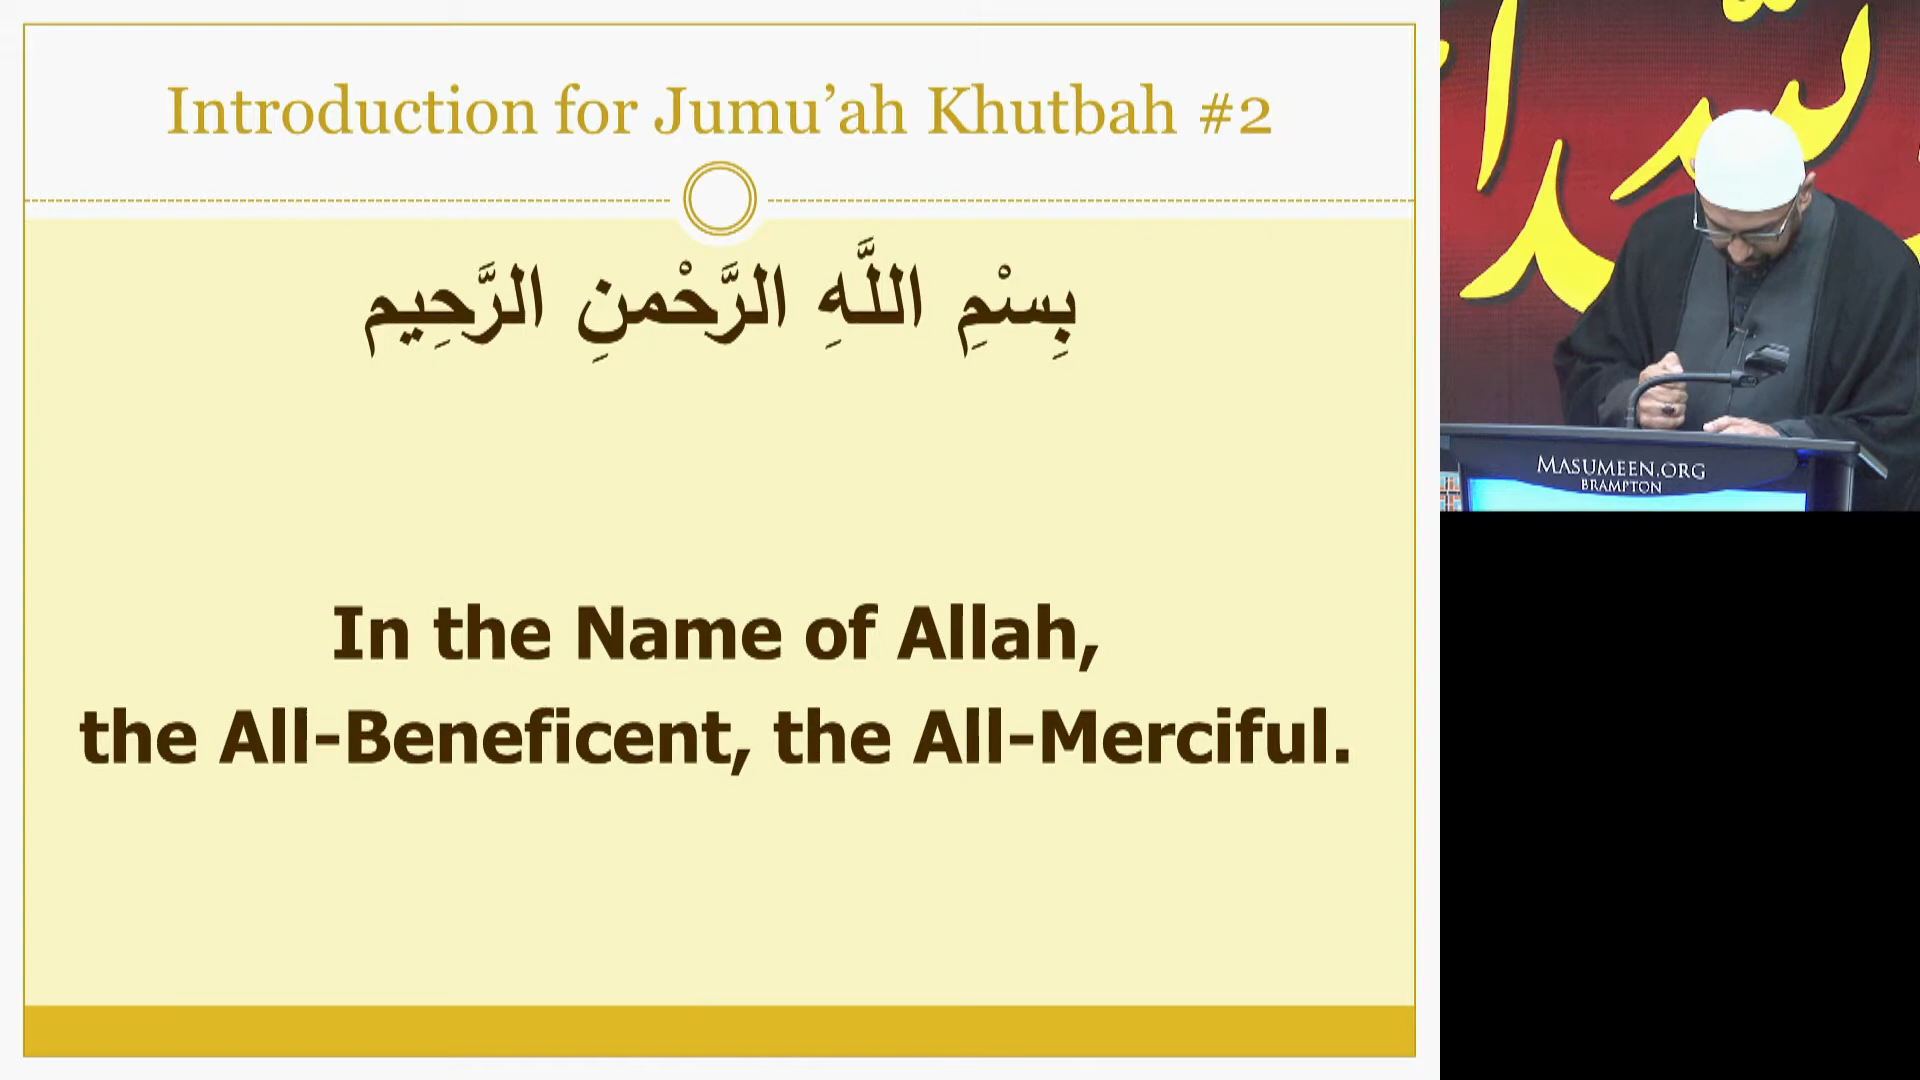 Introduction for Jumu’ah Khutbah #2
بِسْمِ اللَّهِ الرَّحْمنِ الرَّحِيم
In the Name of Allah,
the All-Beneficent, the All-Merciful.
MASUMEEN.ORG
BRAMPTON